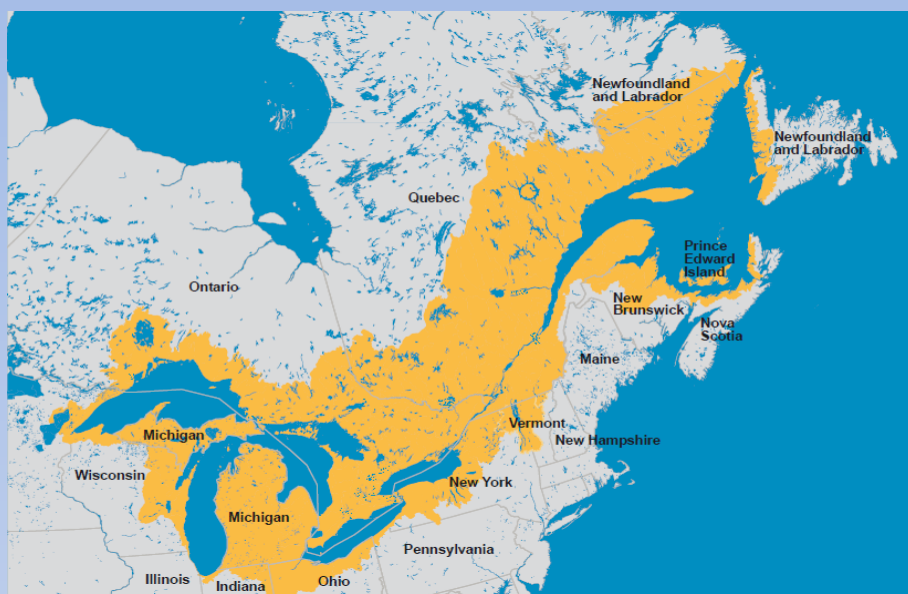 Newfoundland
and Labrador
Newfoundland
and Labrador
Quebec
Prince
Edward
Island
Ontario
New
Brunswick
Nova
Scotia
Maine
Vermont
Michigan
New Hampshire
Wisconsin
New York
Michigan
Pennsylvania
Illinois
Indiana
Ohio